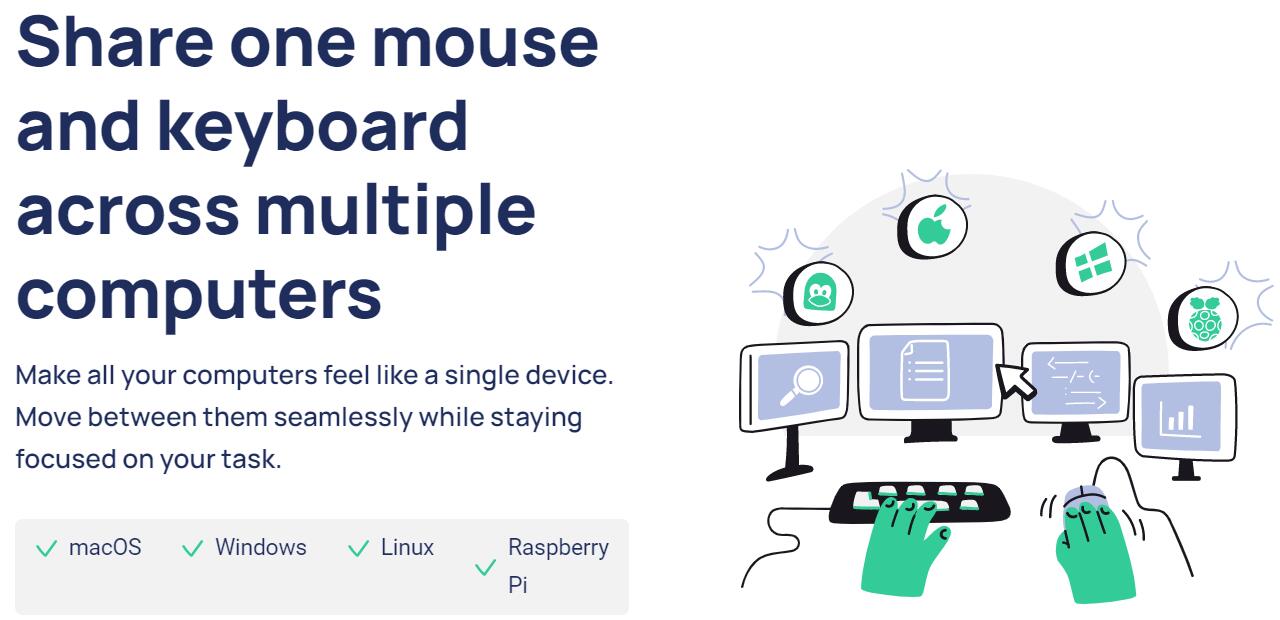 Share one mouse
and keyboard
across multiple
computers
Make all your computers feel like a single device.
Move between them seamlessly while staying
focused on your task.
macOS
Windows
Linux
Raspberry
Pi